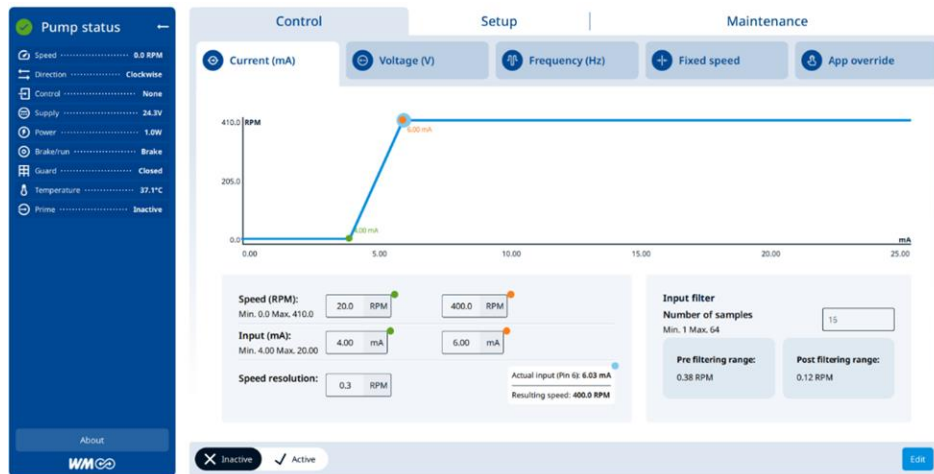 Pump status
Speed 0.0 RPM
Direction Clockwise
Control None
Supply 24.3V
Power 1.0W
Brake/run Brake
Guard Closed
Temperature 37.1°C
Prime Inactive
About
WM
Control Setup Maintenance
Current (mA) Voltage (V) Frequency (Hz) Fixed speed App override
410.0 RPM
6.00 mA
205.0
4.00 mA
0.0
mA
0.00 5.00 10.00 15.00 20.00 25.00
Speed (RPM): 20.0 RPM 400.0 RPM
Min. 0.0 Max. 410.0
Input (mA): 4.00 mA 6.00 mA
Min. 4.00 Max. 20.00
Speed resolution: 0.3 RPM
Actual input (Pin 6): 6.03 mA
Resulting speed: 400.0 RPM
Input filter
Number of samples 15
Min. 1 Max. 64
Pre filtering range: Post filtering range:
0.38 RPM 0.12 RPM
Inactive Active
Edit